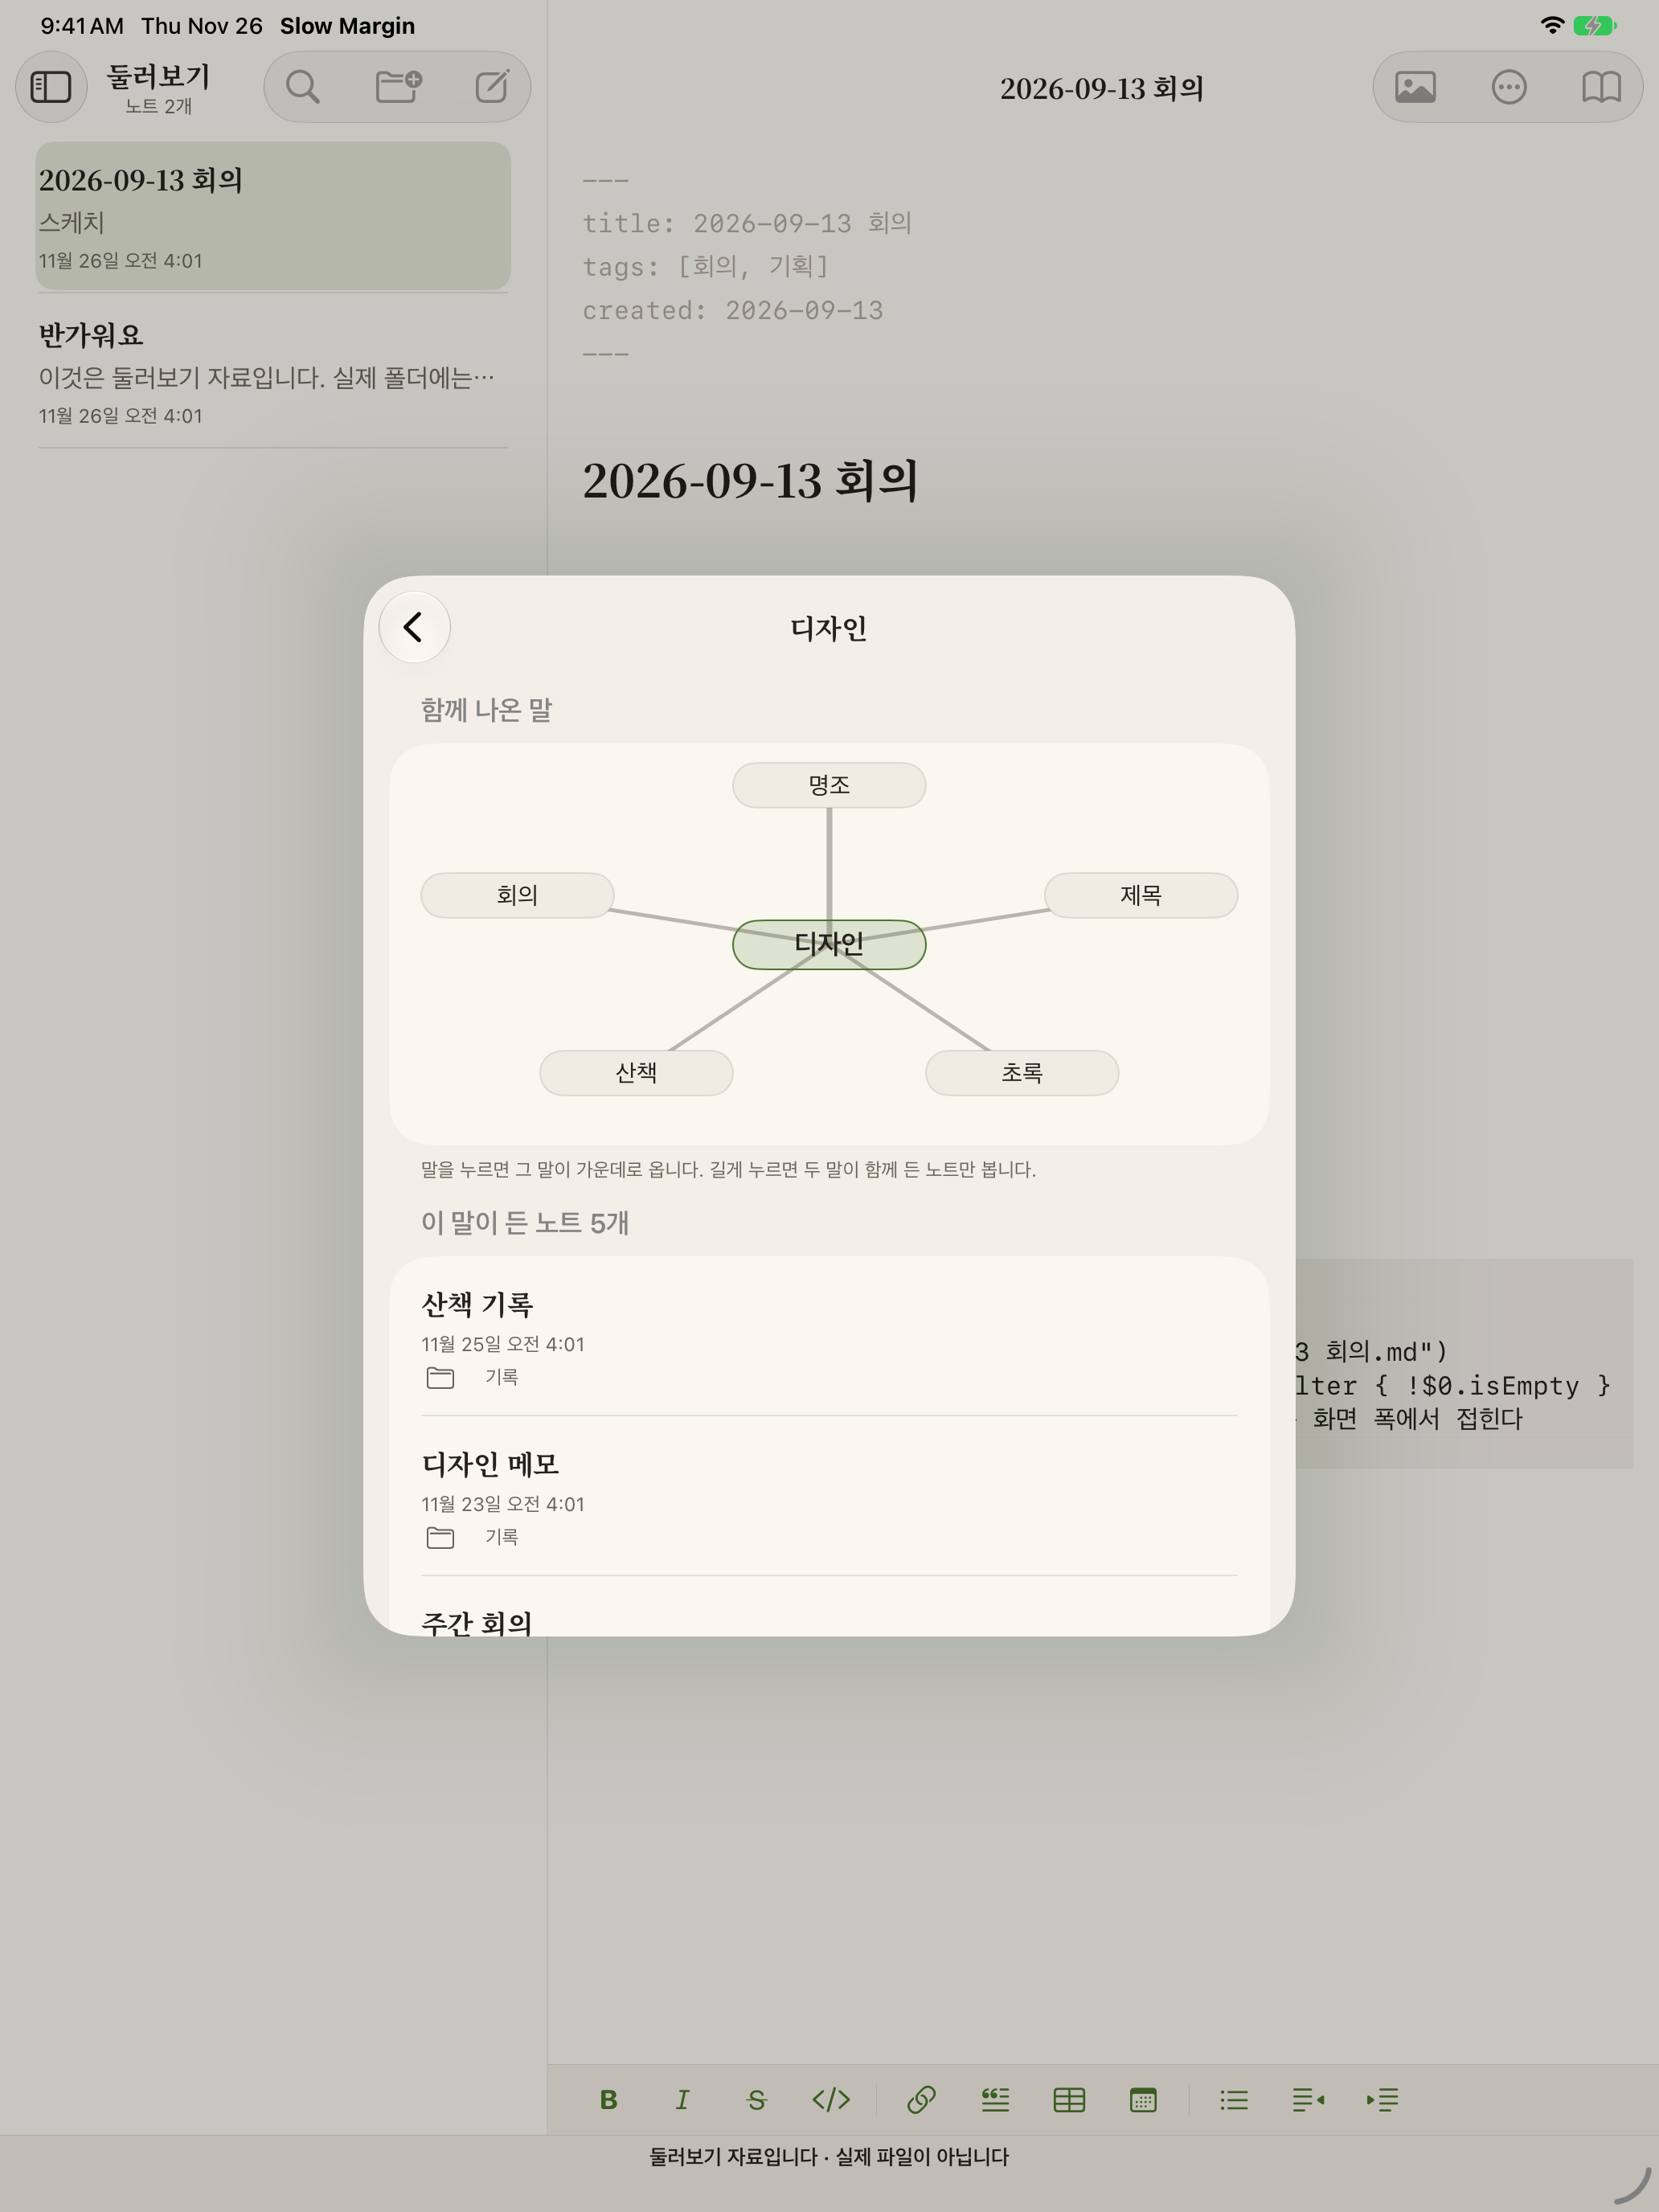 9:41 AM Thu Nov 26 Slow Margin
둘러보기
노트 2개
2026-09-13 회의
2026-09-13 회의
스케치
11월 26일 오전 4:01
반가워요
이것은 둘러보기 자료입니다. 실제 폴더에는…
11월 26일 오전 4:01
---
title: 2026-09-13 회의
tags: [회의, 기획]
created: 2026-09-13
---
2026-09-13 회의
디자인
함께 나온 말
명조
회의
제목
디자인
산책
초록
말을 누르면 그 말이 가운데로 옵니다. 길게 누르면 두 말이 함께 든 노트만 봅니다.
이 말이 든 노트 5개
산책 기록
11월 25일 오전 4:01
기록
디자인 메모
11월 23일 오전 4:01
기록
주간 회의
3 회의.md")
lter { !$0.isEmpty }
화면 폭에서 접힌다
B I S </>
둘러보기 자료입니다 · 실제 파일이 아닙니다